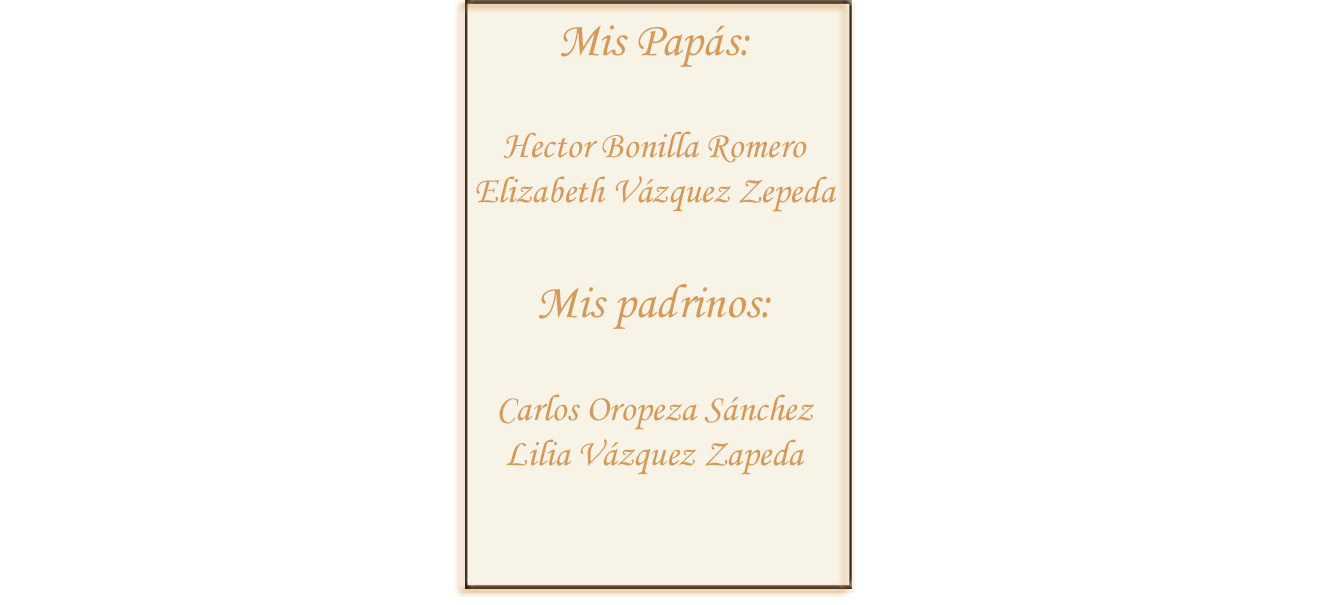 Mis Papás:
Hector Bonilla Romero
Elizabeth Vázquez Zepeda
Mis padrinos:
Carlos Oropeza Sánchez
Lilia Vázquez Zapeda